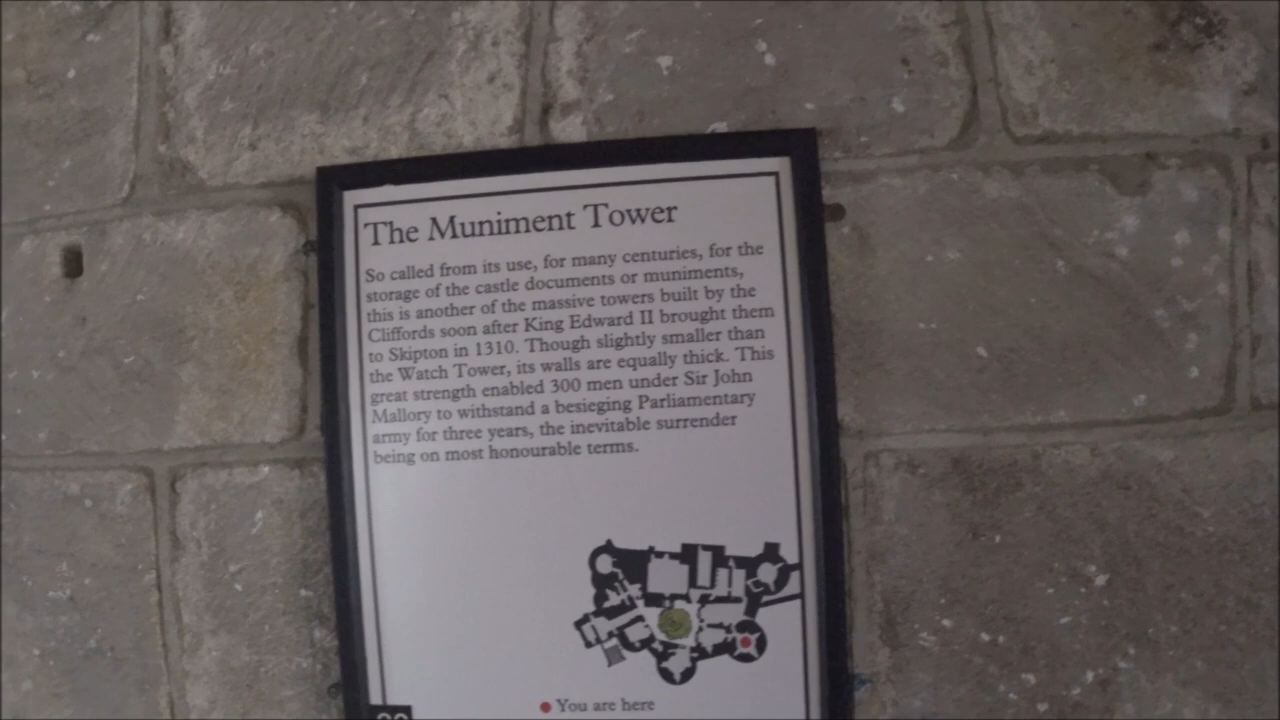 The Muniment Tower
So called from its use, for many centuries, for the
storage of the castle documents or muniments,
this is another of the massive towers built by the
Cliffords soon after King Edward II brought them
to Skipton in 1310. Though slightly smaller than
the Watch Tower, its walls are equally thick. This
great strength enabled 300 men under Sir John
Mallory to withstand a besieging Parliamentary
army for three years, the inevitable surrender
being on most honourable terms.
You are here